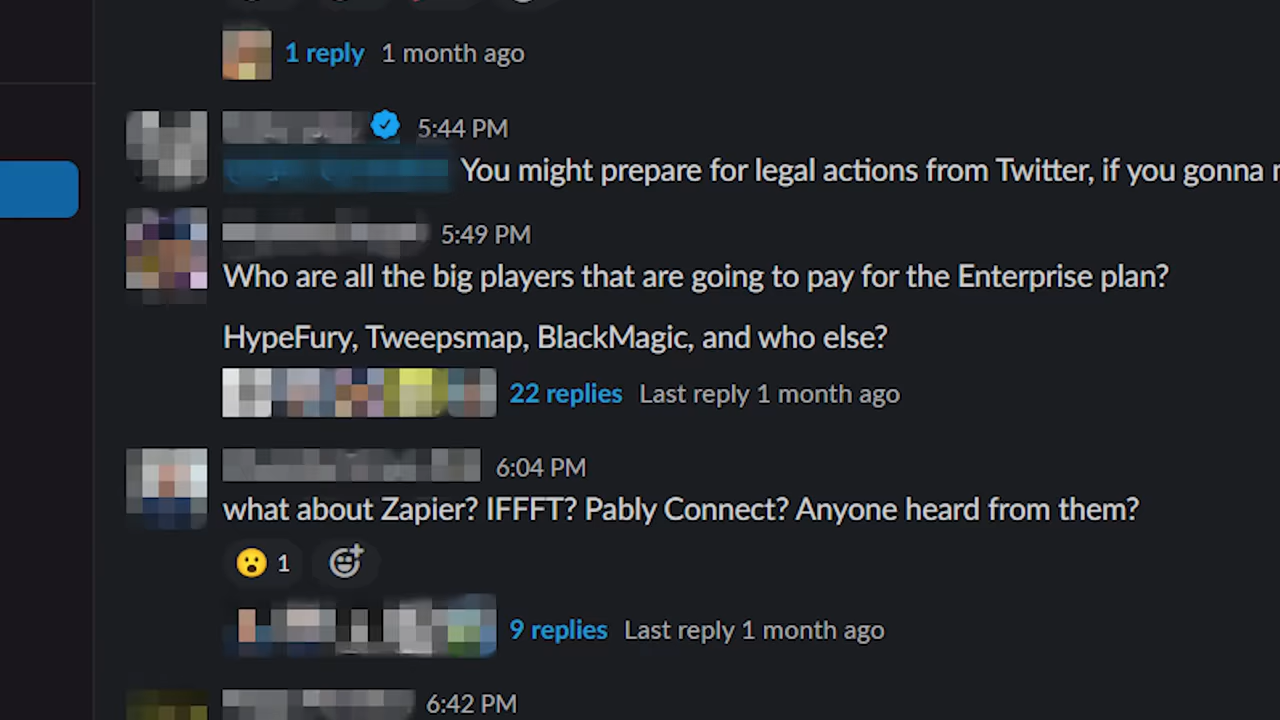 1 reply 1 month ago
5:44 PM
You might prepare for legal actions from Twitter, if you gonna
5:49 PM
Who are all the big players that are going to pay for the Enterprise plan?
HypeFury, Tweepsmap, BlackMagic, and who else?
22 replies Last reply 1 month ago
6:04 PM
what about Zapier? IFFFT? Pably Connect? Anyone heard from them?
1
9 replies Last reply 1 month ago
6:42 PM